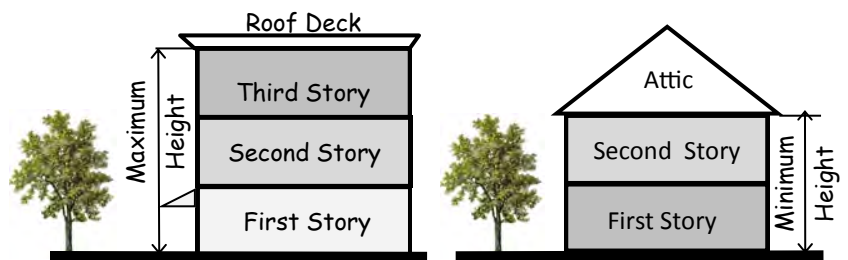 Roof Deck
Maximum
Height
Third Story
Second Story
First Story
Attic
Second Story
First Story
Minimum
Height